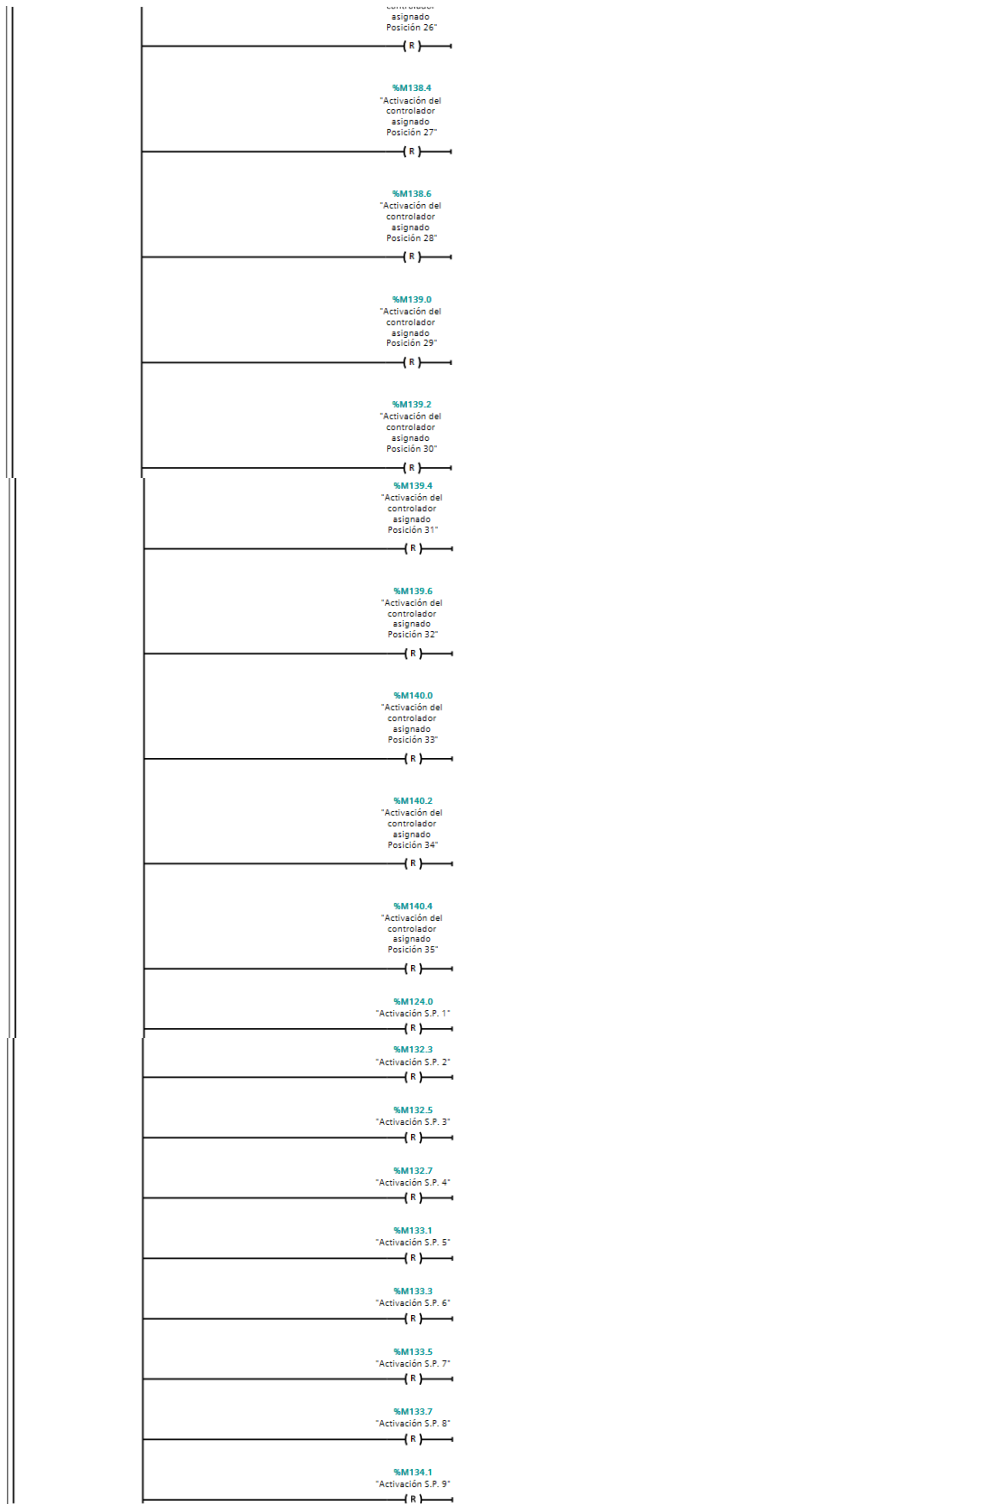 asignado
Posición 26"
( R )
%M138.4
"Activación del
controlador
asignado
Posición 27"
( R )
%M138.6
"Activación del
controlador
asignado
Posición 28"
( R )
%M139.0
"Activación del
controlador
asignado
Posición 29"
( R )
%M139.2
"Activación del
controlador
asignado
Posición 30"
( R )
%M139.4
"Activación del
controlador
asignado
Posición 31"
( R )
%M139.6
"Activación del
controlador
asignado
Posición 32"
( R )
%M140.0
"Activación del
controlador
asignado
Posición 33"
( R )
%M140.2
"Activación del
controlador
asignado
Posición 34"
( R )
%M140.4
"Activación del
controlador
asignado
Posición 35"
( R )
%M124.0
"Activación S.P. 1"
( R )
%M132.3
"Activación S.P. 2"
( R )
%M132.5
"Activación S.P. 3"
( R )
%M132.7
"Activación S.P. 4"
( R )
%M133.1
"Activación S.P. 5"
( R )
%M133.3
"Activación S.P. 6"
( R )
%M133.5
"Activación S.P. 7"
( R )
%M133.7
"Activación S.P. 8"
( R )
%M134.1
"Activación S.P. 9"
( R )